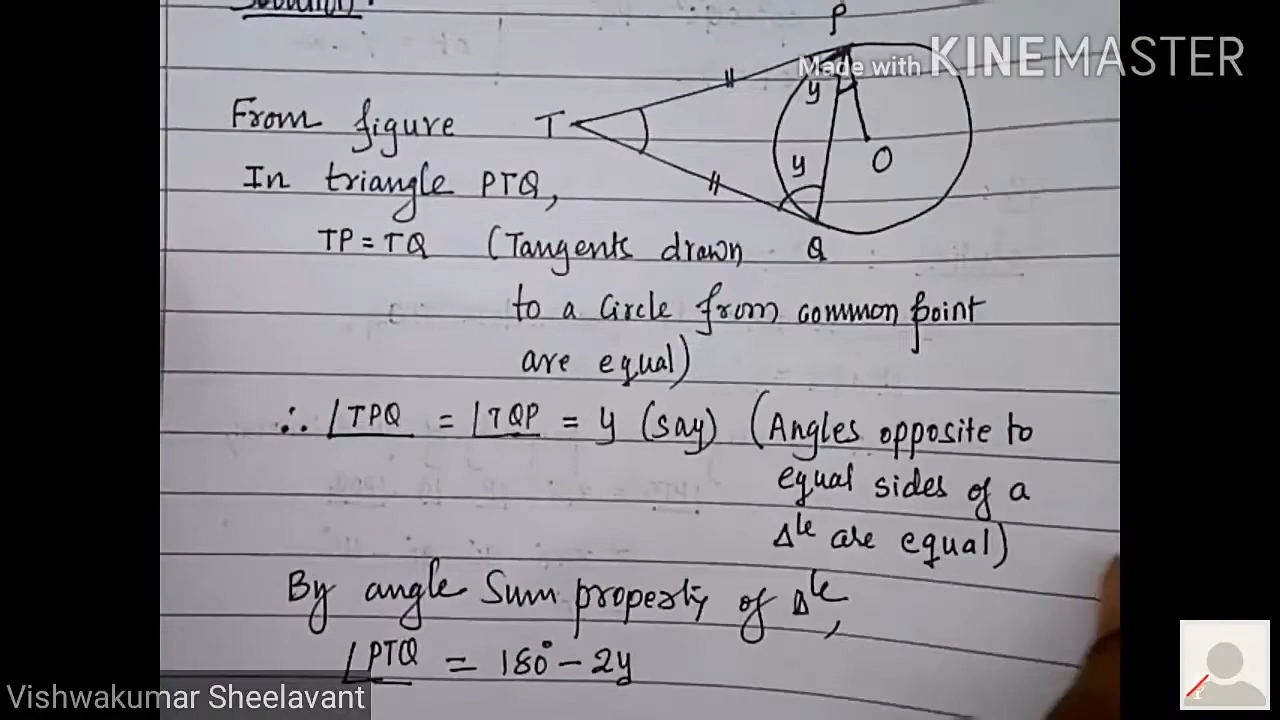 Solution:
P
Made with KINEMASTER
y
From figure
T
O
y
In triangle PTQ,
TP = TQ (Tangents drawn
Q
to a Circle from common point
are equal)
∴ ∠TPQ = ∠TQP = y (say) (Angles opposite to
equal sides of a
Δle are equal)
By angle Sum property of Δle,
∠PTQ = 180° - 2y
Vishwakumar Sheelavant